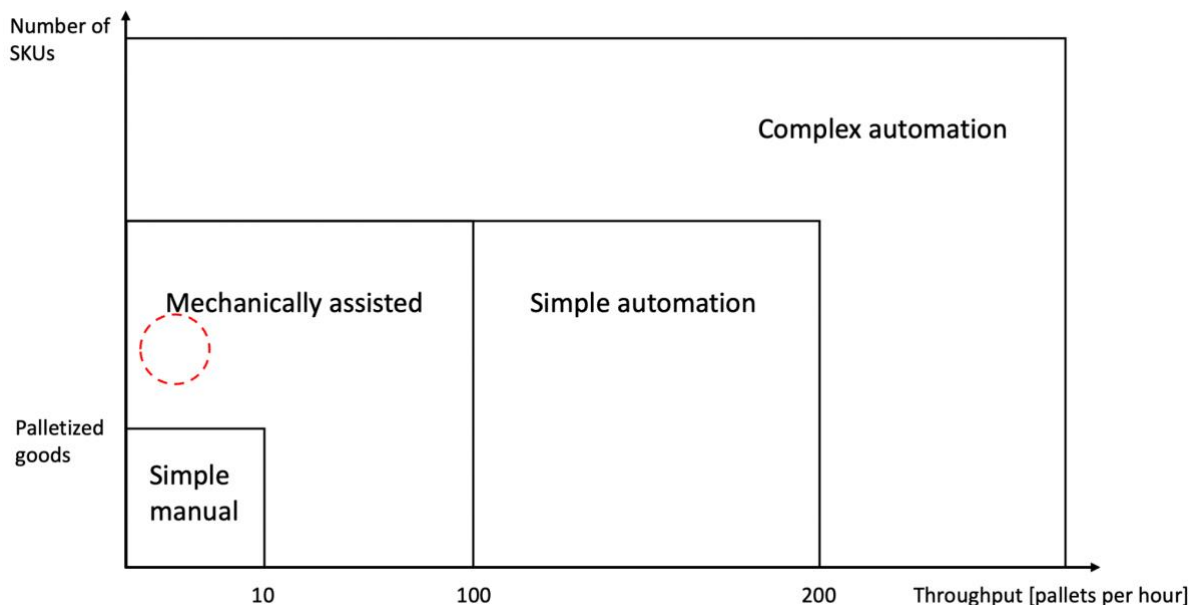 Number of
SKUs
Complex automation
Mechanically assisted
Simple automation
Palletized
goods
Simple
manual
10
100
200
Throughput [pallets per hour]